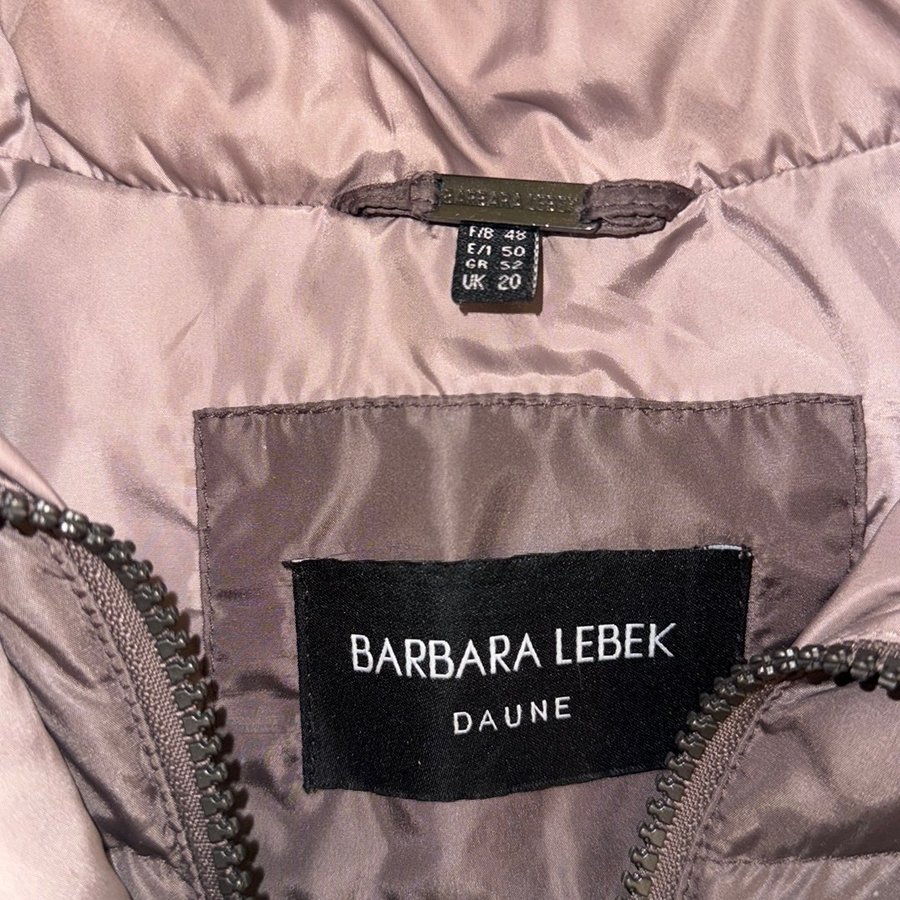 BARBARA LEBEK
F/B 48
E/I 50
GR 52
UK 20
BARBARA LEBEK
DAUNE